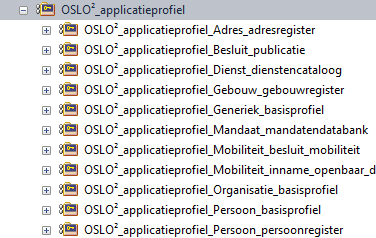 OSLO²_applicatieprofiel
OSLO²_applicatieprofiel_Adres_adresregister
OSLO²_applicatieprofiel_Besluit_publicatie
OSLO²_applicatieprofiel_Dienst_dienstencataloog
OSLO²_applicatieprofiel_Gebouw_gebouwregister
OSLO²_applicatieprofiel_Generiek_basisprofiel
OSLO²_applicatieprofiel_Mandaat_mandatendatabank
OSLO²_applicatieprofiel_Mobiliteit_besluit_mobiliteit
OSLO²_applicatieprofiel_Mobiliteit_inname_openbaar_d
OSLO²_applicatieprofiel_Organisatie_basisprofiel
OSLO²_applicatieprofiel_Persoon_basisprofiel
OSLO²_applicatieprofiel_Persoon_persoonregister